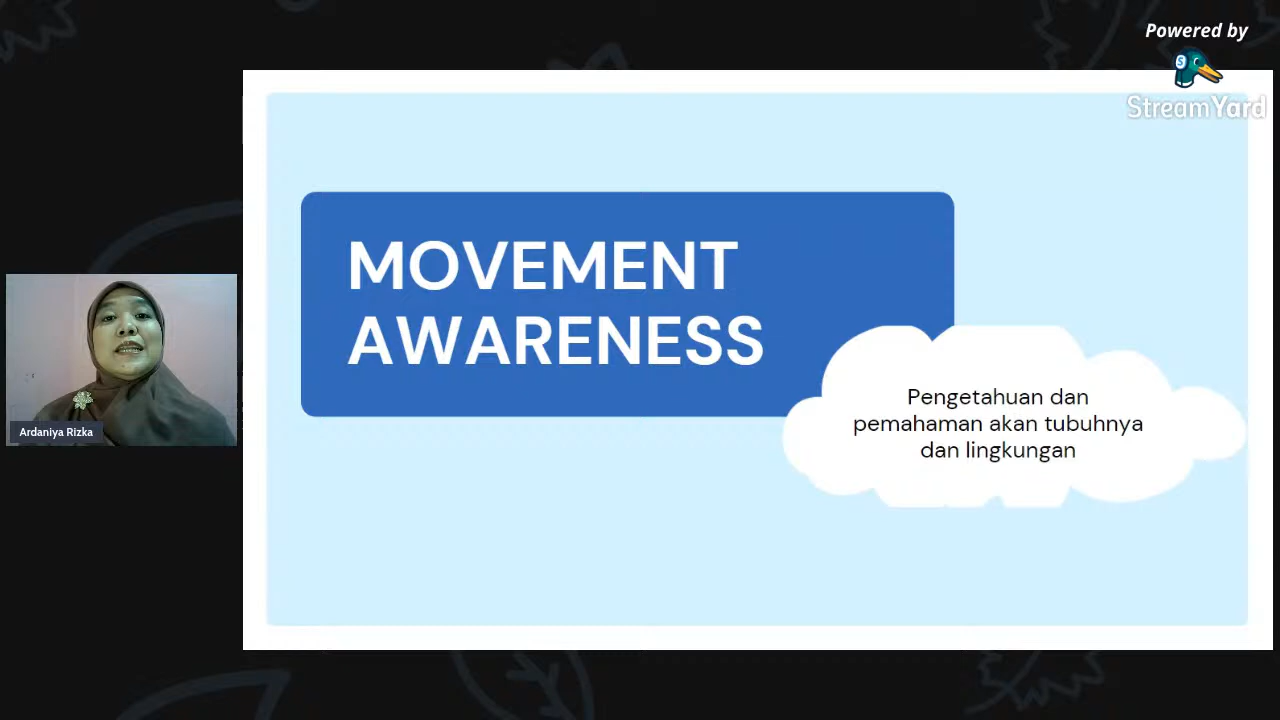 Powered by
StreamYard
MOVEMENT
AWARENESS
Pengetahuan dan
pemahaman akan tubuhnya
dan lingkungan
Ardaniya Rizka